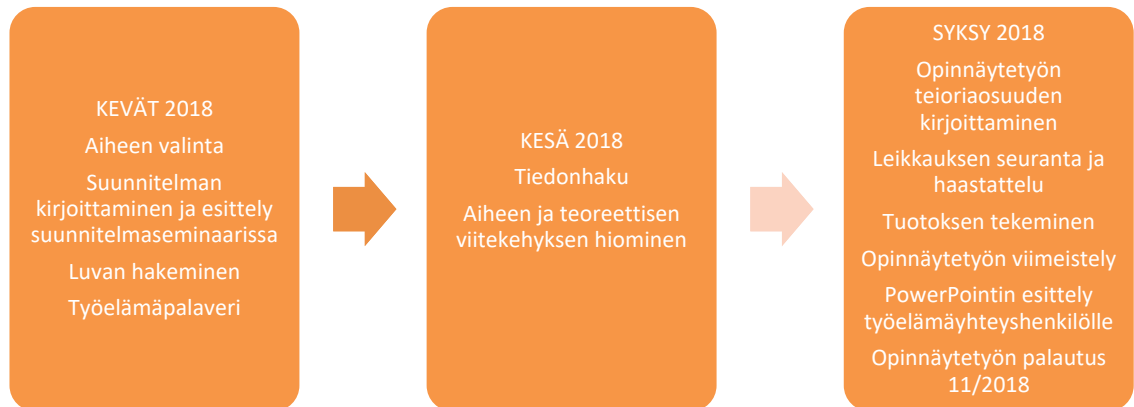 KEVÄT 2018
Aiheen valinta
Suunnitelman
kirjoittaminen ja esittely
suunnitelmaseminaarissa
Luvan hakeminen
Työelämäpalaveri
KESÄ 2018
Tiedonhaku
Aiheen ja teoreettisen
viitekehyksen hiominen
SYKSY 2018
Opinnäytetyön
teioriaosuuden
kirjoittaminen
Leikkauksen seuranta ja
haastattelu
Tuotoksen tekeminen
Opinnäytetyön viimeistely
PowerPointin esittely
työelämäyhteyshenkilölle
Opinnäytetyön palautus
11/2018